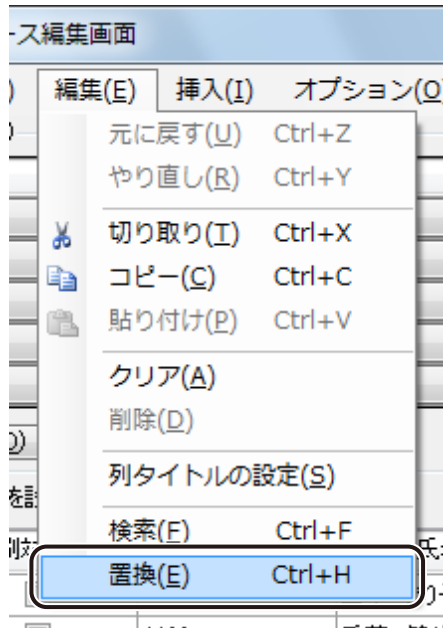 ース編集画面
編集(E) 挿入(I) オプション(O
元に戻す(U) Ctrl+Z
やり直し(R) Ctrl+Y
切り取り(T) Ctrl+X
コピー(C) Ctrl+C
貼り付け(P) Ctrl+V
クリア(A)
削除(D)
列タイトルの設定(S)
検索(F) Ctrl+F
置換(E) Ctrl+H